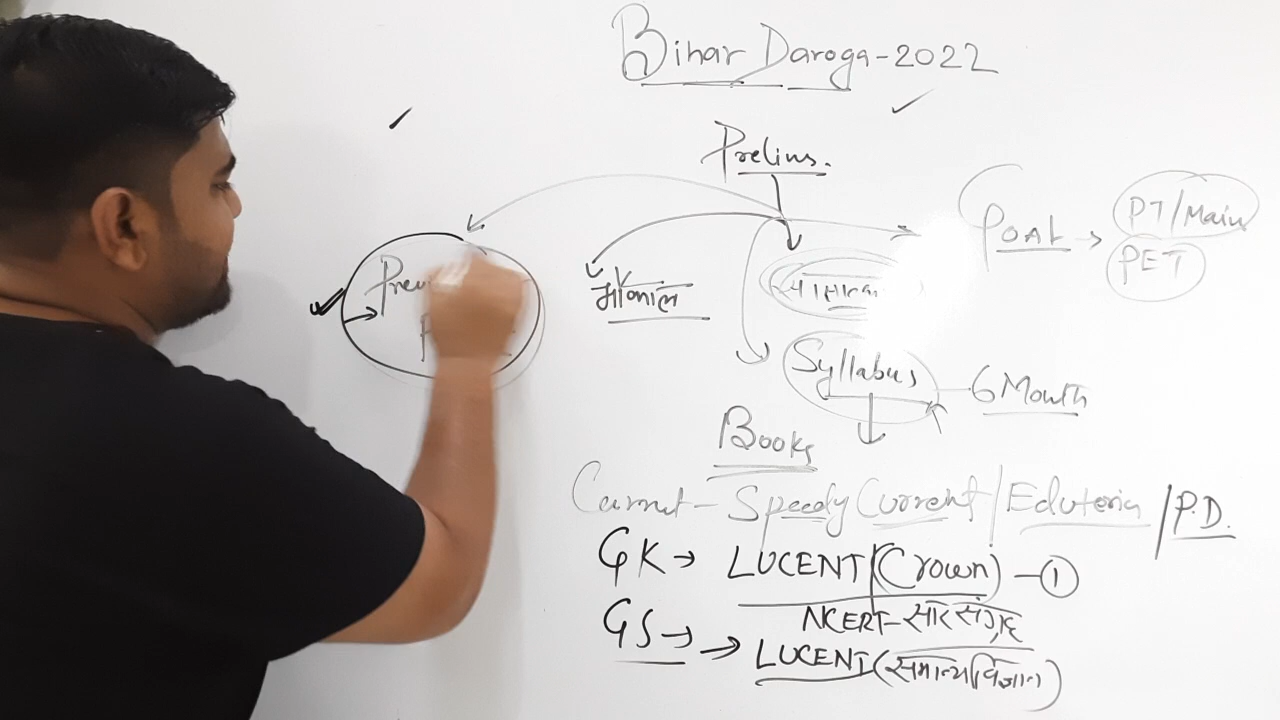 Bihar Daroga-2022
Prelims.
GOAL → PT/Main
PET
Syllabus - 6 Month
Books
Current - Speedy Current / Eduteria / P.D.
GK → LUCENT (Crown) - 1
NCERT - सार संग्रह
GS → → LUCENT (समान्य विज्ञान)